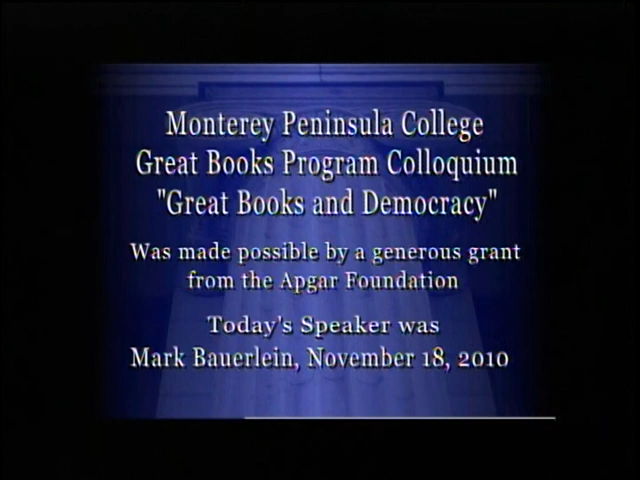 Monterey Peninsula College
Great Books Program Colloquium
"Great Books and Democracy"
Was made possible by a generous grant
from the Apgar Foundation
Today's Speaker was
Mark Bauerlein, November 18, 2010